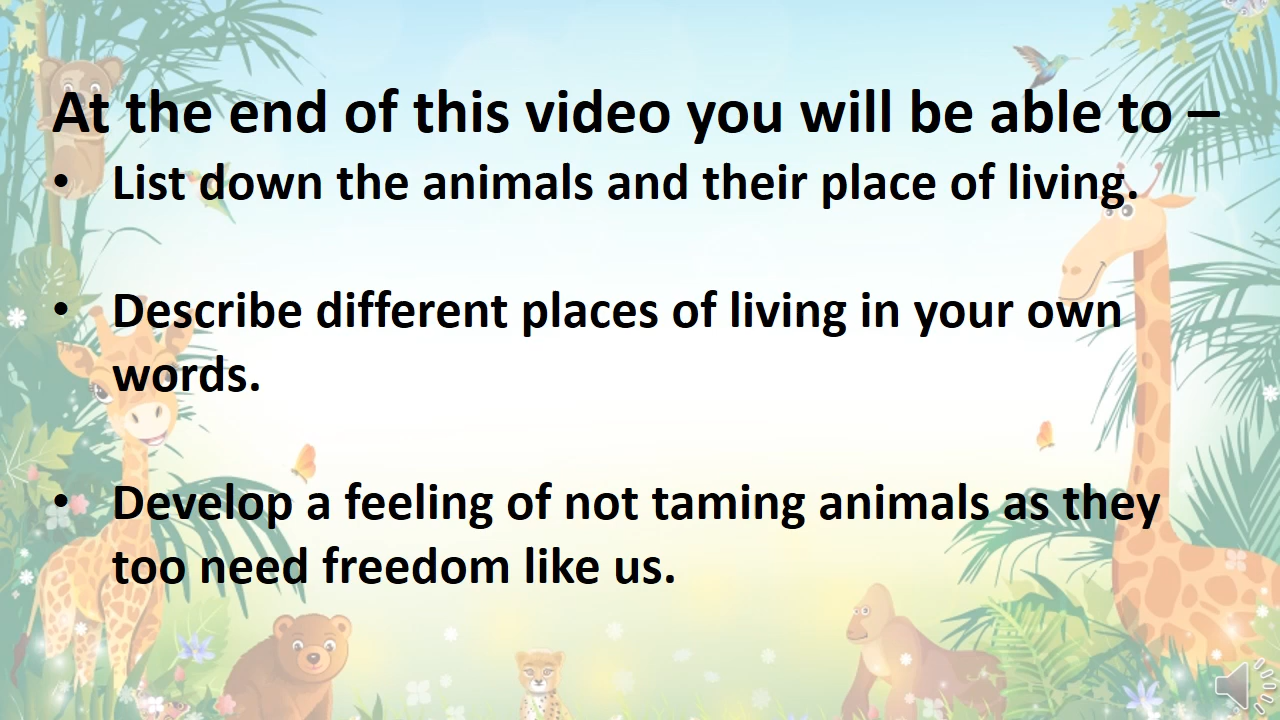 At the end of this video you will be able to –
• List down the animals and their place of living.
• Describe different places of living in your own
words.
• Develop a feeling of not taming animals as they
too need freedom like us.